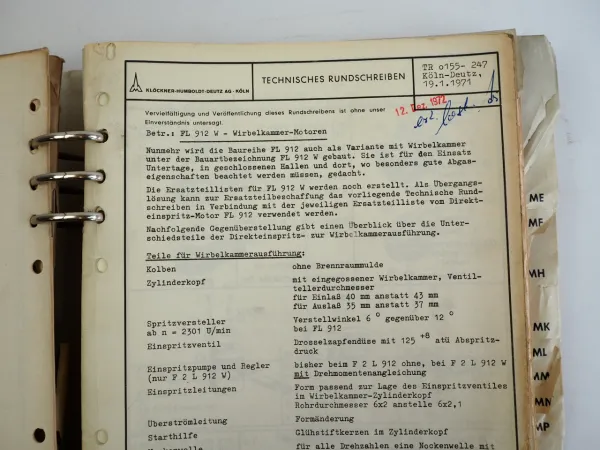 KLÖCKNER-HUMBOLDT-DEUTZ AG · KÖLN
TECHNISCHES RUNDSCHREIBEN
TR o155- 247
Köln-Deutz,
19.1.1971
12. Dez. 1972
Vervielfältigung und Veröffentlichung dieses Rundschreibens ist ohne unser
Einverständnis untersagt.
Betr.: FL 912 W - Wirbelkammer-Motoren
Nunmehr wird die Baureihe FL 912 auch als Variante mit Wirbelkammer
unter der Bauartbezeichnung FL 912 W gebaut. Sie ist für den Einsatz
Untertage, in geschlossenen Hallen und dort, wo besonders gute Abgas-
eigenschaften beachtet werden müssen, gedacht.
Die Ersatzteillisten für FL 912 W werden noch erstellt. Als Übergangs-
lösung kann zur Ersatzteilbeschaffung das vorliegende Technische Rund-
schreiben in Verbindung mit der jeweiligen Ersatzteilliste vom Direkt-
einspritz-Motor FL 912 verwendet werden.
Nachfolgende Gegenüberstellung gibt einen Überblick über die Unter-
schiedsteile der Direkteinspritz- zur Wirbelkammerausführung.
Teile für Wirbelkammerausführung:
Kolben ohne Brennraummulde
Zylinderkopf mit eingegossener Wirbelkammer, Ventil-
tellerdurchmesser
für Einlaß 40 mm anstatt 43 mm
für Auslaß 35 mm anstatt 37 mm
Spritzversteller Verstellwinkel 6 ° gegenüber 12 °
ab n = 2301 U/min bei FL 912
Einspritzventil Drosselzapfendüse mit 125 +8 atü Abspritz-
druck
Einspritzpumpe und Regler bisher beim F 2 L 912 ohne, bei F 2 L 912 W
(nur F 2 L 912 W) mit Drehmomentenangleichung
Einspritzleitungen Form passend zur Lage des Einspritzventiles
im Wirbelkammer-Zylinderkopf
Rohrdurchmesser 6x2 anstelle 6x2,1
Überströmleitung Formänderung
Starthilfe Glühstiftkerzen im Zylinderkopf
für alle Drehzahlen eine Nockenwelle mit
ME
MF
MH
MK
ML
MM
MN
MP